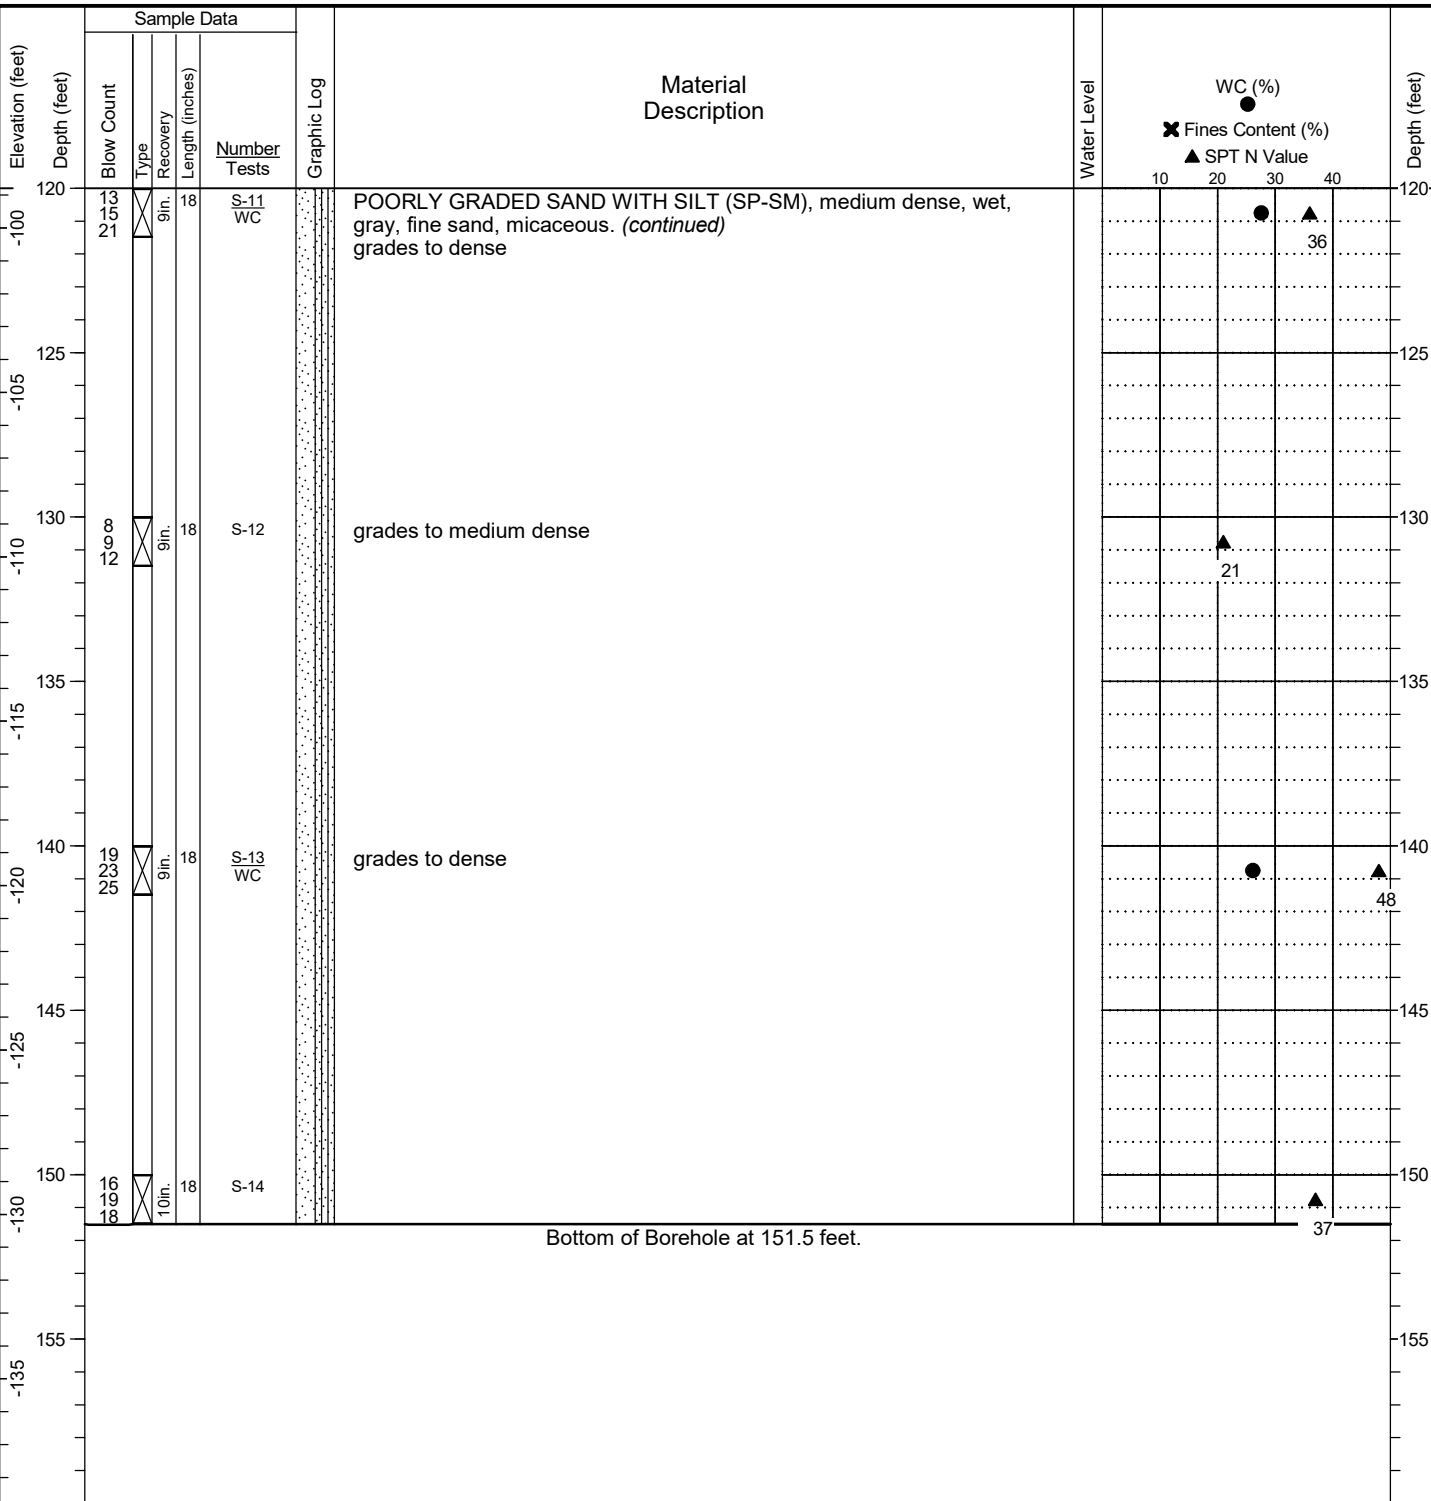 Sample Data
Elevation (feet)
Depth (feet)
Blow Count
Type
Recovery
Length (inches)
Number
Tests
Graphic Log
Material
Description
Water Level
WC (%)
Fines Content (%)
SPT N Value
10 20 30 40
Depth (feet)
120
13
15
21
9in.
18
S-11
WC
POORLY GRADED SAND WITH SILT (SP-SM), medium dense, wet,
gray, fine sand, micaceous. (continued)
grades to dense
36
120
-100
125
125
-105
130
8
9
12
9in.
18
S-12
grades to medium dense
21
130
-110
135
135
-115
140
19
23
25
9in.
18
S-13
WC
grades to dense
48
140
-120
145
145
-125
150
16
19
18
10in.
18
S-14
37
150
-130
Bottom of Borehole at 151.5 feet.
155
155
-135